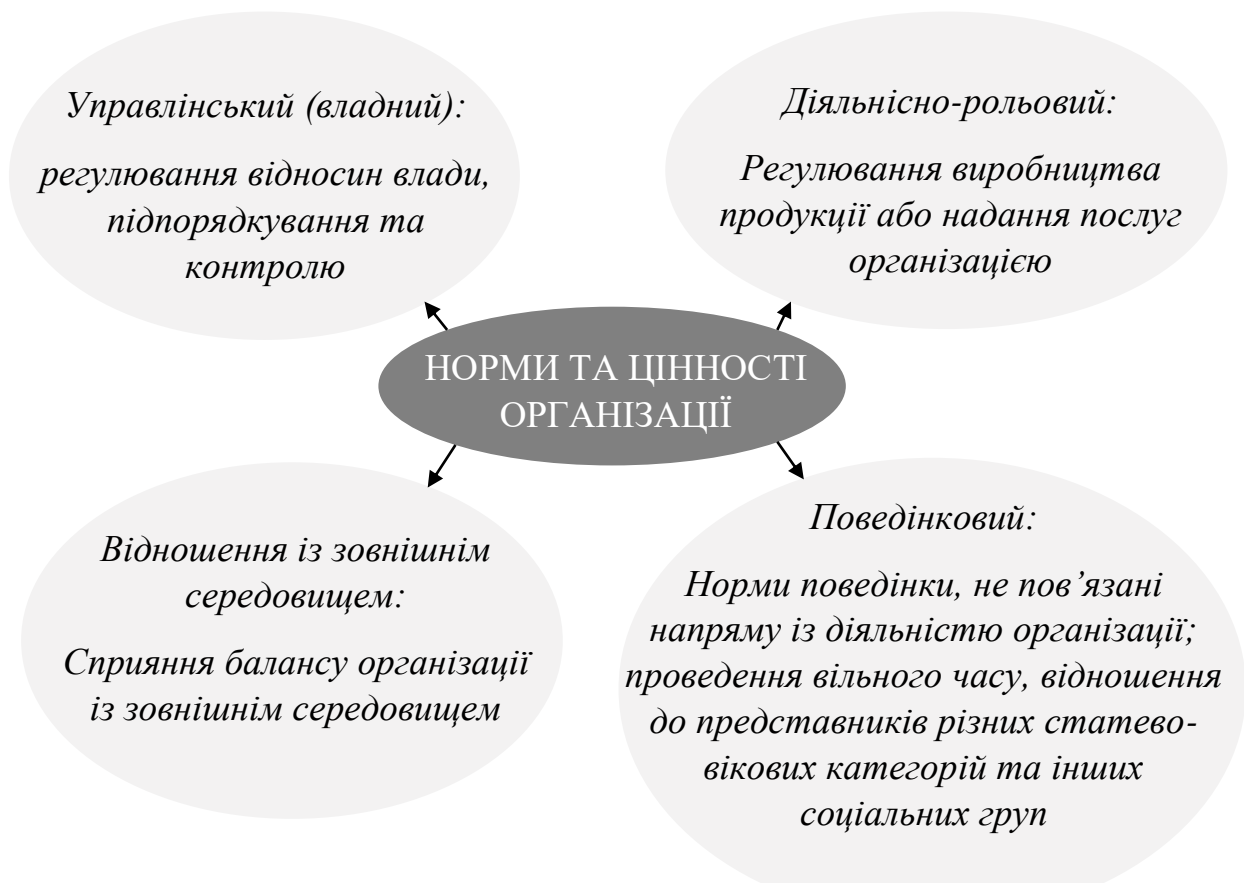 Управлінський (владний):
регулювання відносин влади,
підпорядкування та
контролю
Діяльнісно-рольовий:
Регулювання виробництва
продукції або надання послуг
організацією
НОРМИ ТА ЦІННОСТІ
ОРГАНІЗАЦІЇ
Відношення із зовнішнім
середовищем:
Сприяння балансу організації
із зовнішнім середовищем
Поведінковий:
Норми поведінки, не пов’язані
напряму із діяльністю організації;
проведення вільного часу, відношення
до представників різних статево-
вікових категорій та інших
соціальних груп